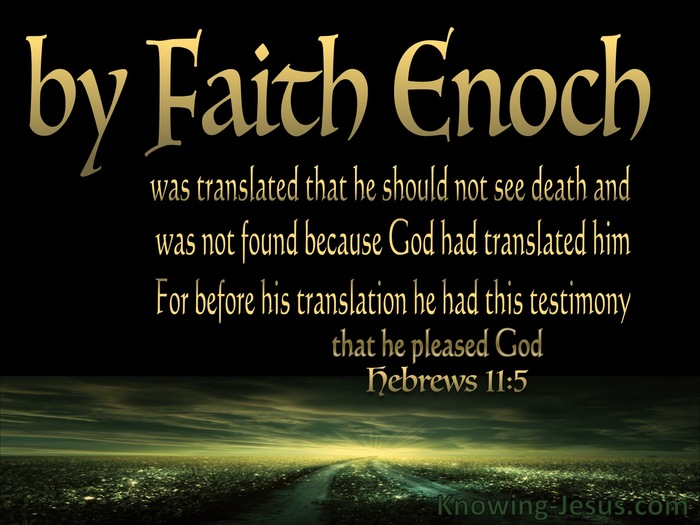 by Faith Enoch
was translated that he should not see death and
was not found because God had translated him
For before his translation he had this testimony
that he pleased God
Hebrews 11:5
Knowing-Jesus.com